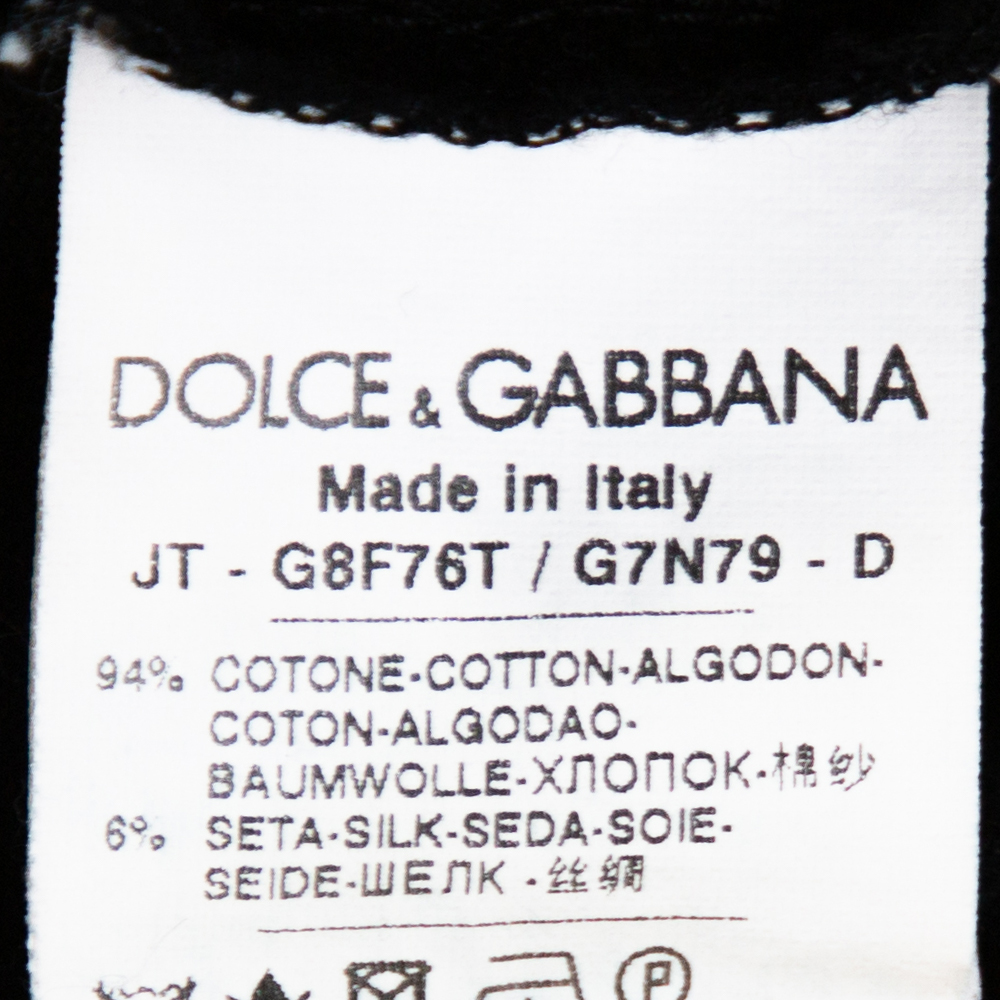 DOLCE & GABBANA
Made in Italy
JT - G8F76T / G7N79 - D
94% COTONE-COTTON-ALGODON-
COTON-ALGODAO-
BAUMWOLLE-ХЛОПОК-棉纱
6% SETA-SILK-SEDA-SOIE-
SEIDE-ШЕЛК -丝绸
P